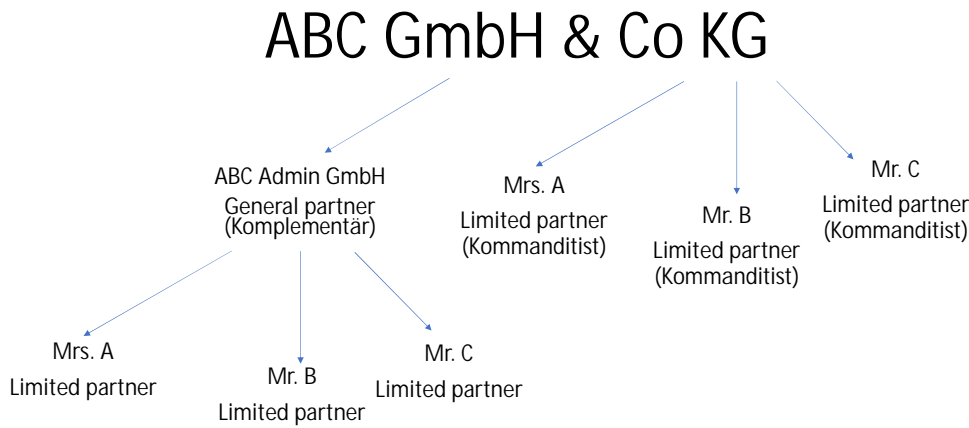 ABC GmbH & Co KG
ABC Admin GmbH
General partner
(Komplementär)
Mrs. A
Limited partner
(Kommanditist)
Mr. B
Limited partner
(Kommanditist)
Mr. C
Limited partner
(Kommanditist)
Mrs. A
Limited partner
Mr. B
Limited partner
Mr. C
Limited partner